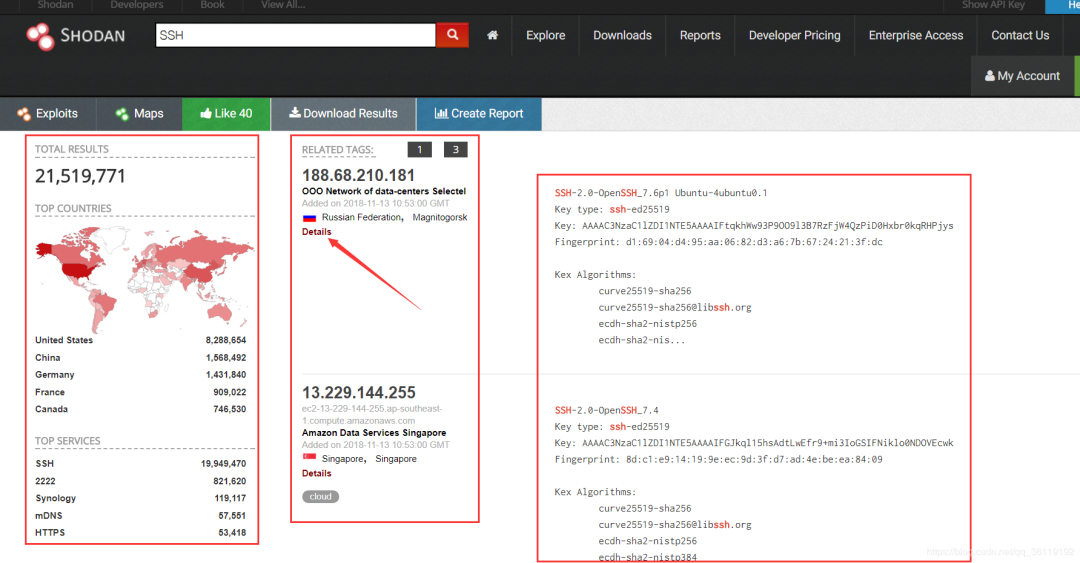 Shodan Developers Book View All... Show API Key
SHODAN SSH Explore Downloads Reports Developer Pricing Enterprise Access Contact Us
My Account
Exploits Maps Like 40 Download Results Create Report
TOTAL RESULTS
21,519,771
TOP COUNTRIES
United States 8,288,654
China 1,568,492
Germany 1,431,840
France 909,022
Canada 746,530
TOP SERVICES
SSH 19,949,470
2222 821,620
Synology 119,117
mDNS 57,551
HTTPS 53,418
RELATED TAGS: 1 3
188.68.210.181
OOO Network of data-centers Selectel
Added on 2018-11-13 10:53:00 GMT
Russian Federation, Magnitogorsk
Details
SSH-2.0-OpenSSH_7.6p1 Ubuntu-4ubuntu0.1
Key type: ssh-ed25519
Key: AAAAC3NzaC1lZDI1NTE5AAAAIFtqkhWw93P9OO9l3B7RzFjW4QzPiD0Hxbr0kqRHPjys
Fingerprint: d1:69:04:d4:95:aa:06:82:d3:a6:7b:67:24:21:3f:dc
Kex Algorithms:
curve25519-sha256
curve25519-sha256@libssh.org
ecdh-sha2-nistp256
ecdh-sha2-nis...
13.229.144.255
ec2-13-229-144-255.ap-southeast-
1.compute.amazonaws.com
Amazon Data Services Singapore
Added on 2018-11-13 10:53:00 GMT
Singapore, Singapore
Details
cloud
SSH-2.0-OpenSSH_7.4
Key type: ssh-ed25519
Key: AAAAC3NzaC1lZDI1NTE5AAAAIFGJkql15hsAdtLwEfr9+mi3IoGSIFNiklo0NDOVEcwk
Fingerprint: 8d:c1:e9:14:19:9e:ec:9d:3f:d7:ad:4e:be:ea:84:09
Kex Algorithms:
curve25519-sha256
curve25519-sha256@libssh.org
ecdh-sha2-nistp256
ecdh-sha2-nistp384